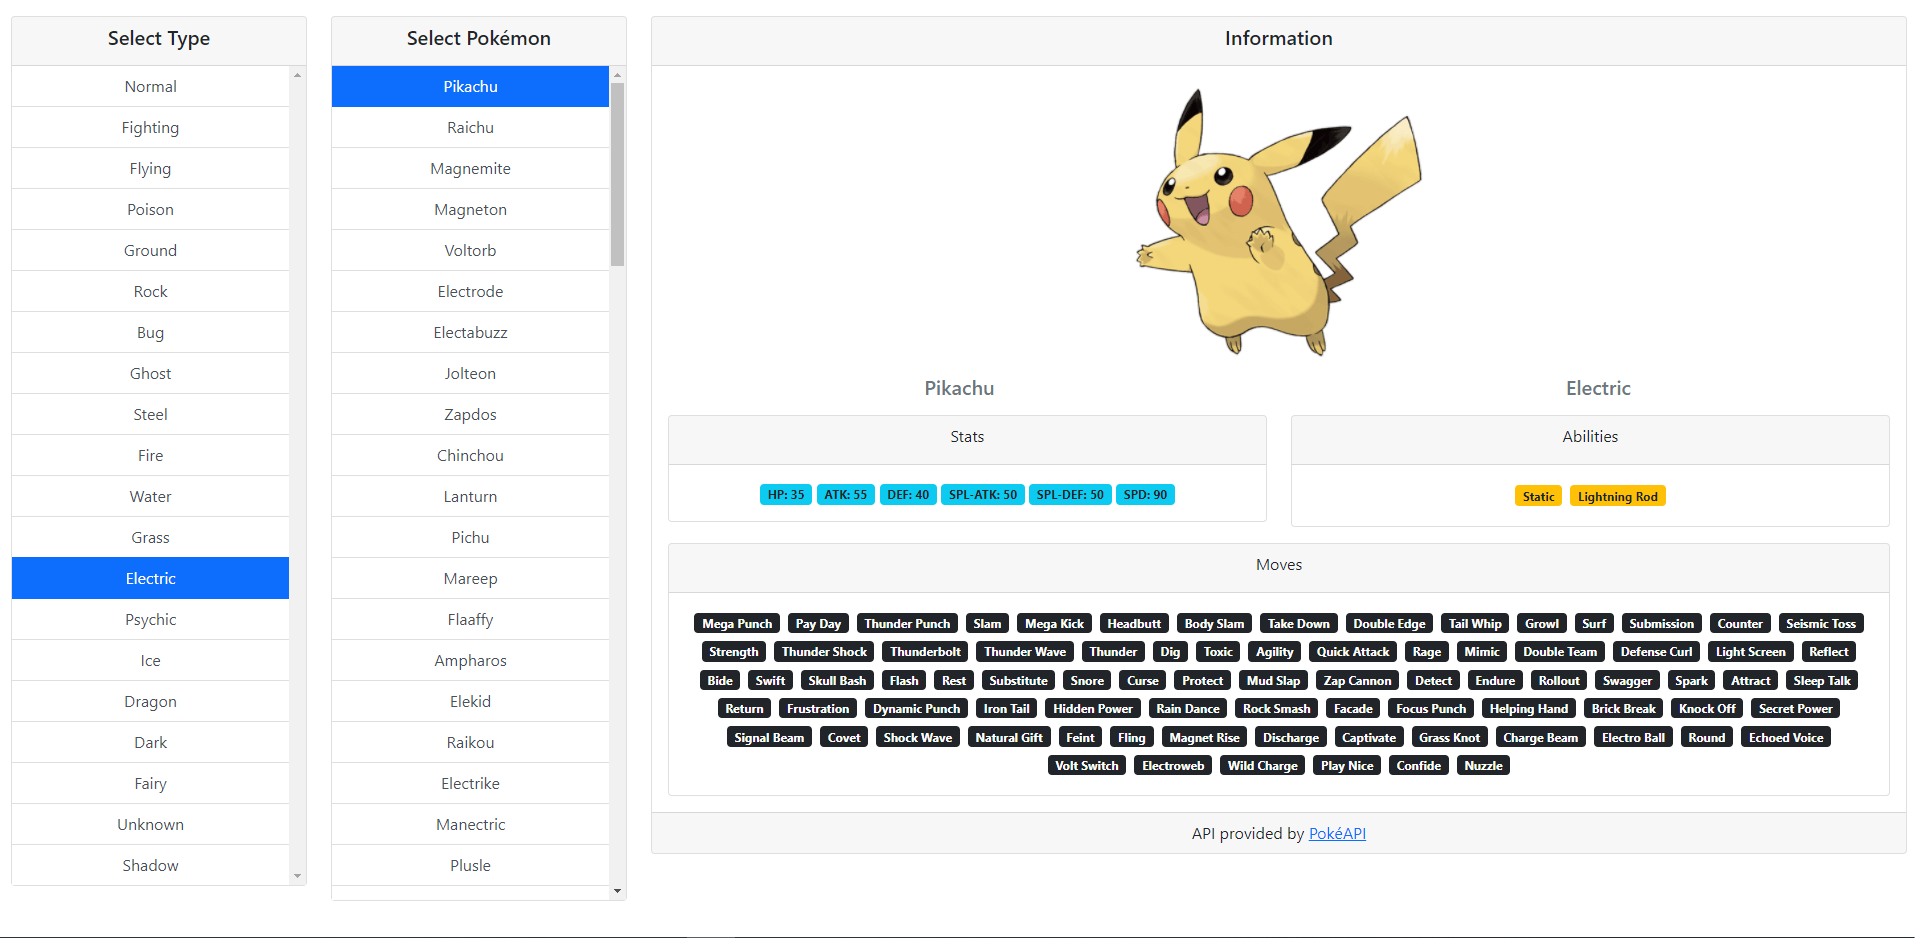 Select Type
Normal
Fighting
Flying
Poison
Ground
Rock
Bug
Ghost
Steel
Fire
Water
Grass
Electric
Psychic
Ice
Dragon
Dark
Fairy
Unknown
Shadow
Select Pokémon
Pikachu
Raichu
Magnemite
Magneton
Voltorb
Electrode
Electabuzz
Jolteon
Zapdos
Chinchou
Lanturn
Pichu
Mareep
Flaaffy
Ampharos
Elekid
Raikou
Electrike
Manectric
Plusle
Information
Pikachu
Electric
Stats
HP: 35 ATK: 55 DEF: 40 SPL-ATK: 50 SPL-DEF: 50 SPD: 90
Abilities
Static Lightning Rod
Moves
Mega Punch Pay Day Thunder Punch Slam Mega Kick Headbutt Body Slam Take Down Double Edge Tail Whip Growl Surf Submission Counter Seismic Toss
Strength Thunder Shock Thunderbolt Thunder Wave Thunder Dig Toxic Agility Quick Attack Rage Mimic Double Team Defense Curl Light Screen Reflect
Bide Swift Skull Bash Flash Rest Substitute Snore Curse Protect Mud Slap Zap Cannon Detect Endure Rollout Swagger Spark Attract Sleep Talk
Return Frustration Dynamic Punch Iron Tail Hidden Power Rain Dance Rock Smash Facade Focus Punch Helping Hand Brick Break Knock Off Secret Power
Signal Beam Covet Shock Wave Natural Gift Feint Fling Magnet Rise Discharge Captivate Grass Knot Charge Beam Electro Ball Round Echoed Voice
Volt Switch Electroweb Wild Charge Play Nice Confide Nuzzle
API provided by PokéAPI